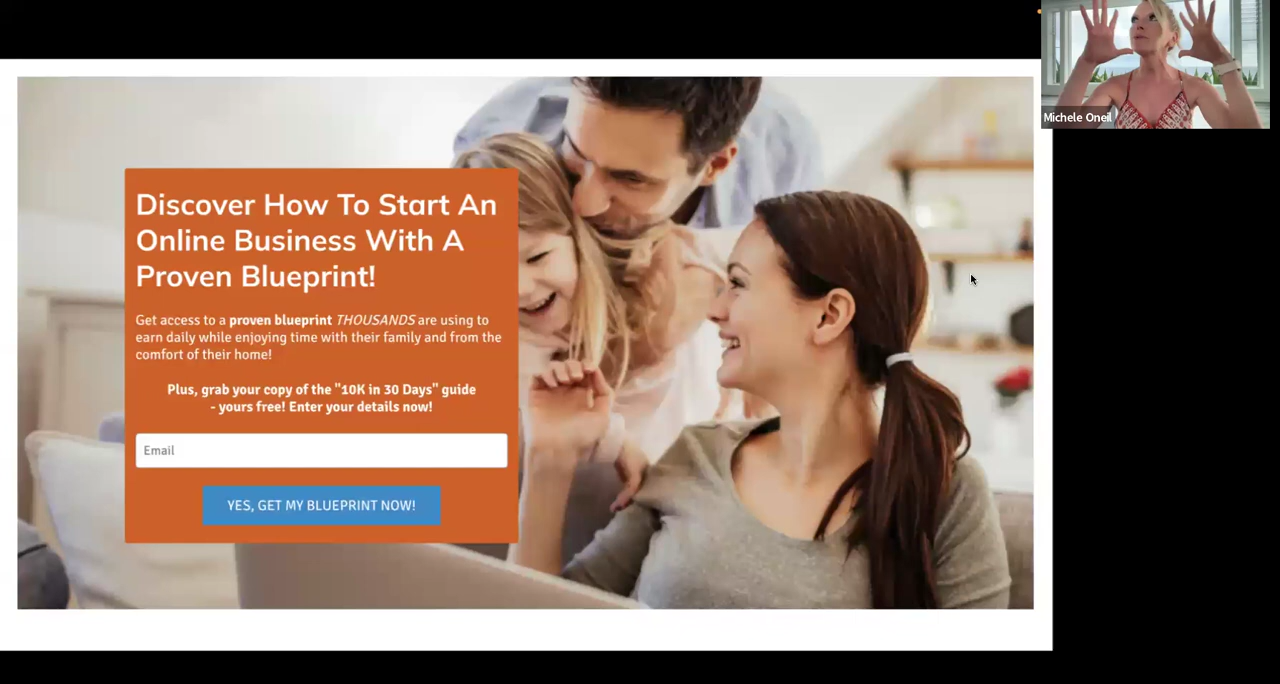 Michele Oneil
Discover How To Start An
Online Business With A
Proven Blueprint!
Get access to a proven blueprint THOUSANDS are using to
earn daily while enjoying time with their family and from the
comfort of their home!
Plus, grab your copy of the "10K in 30 Days" guide
- yours free! Enter your details now!
Email
YES, GET MY BLUEPRINT NOW!